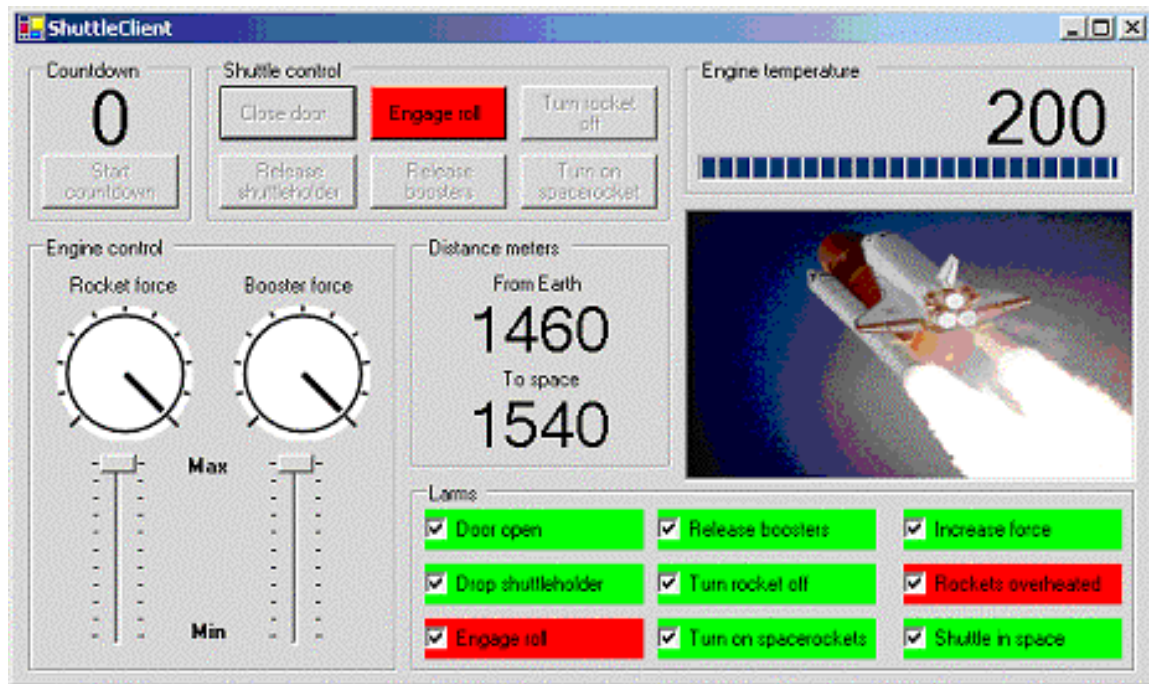 ShuttleClient
Countdown
0
Start
countdown
Shuttle control
Close door
Engage roll
Turn rocket
off
Release
shuttleholder
Release
boosters
Turn on
spacerocket
Engine temperature
200
Engine control
Rocket force
Booster force
Max
Min
Distance meters
From Earth
1460
To space
1540
Larms
Door open
Release boosters
Increase force
Drop shuttleholder
Turn rocket off
Rockets overheated
Engage roll
Turn on spacerockets
Shuttle in space